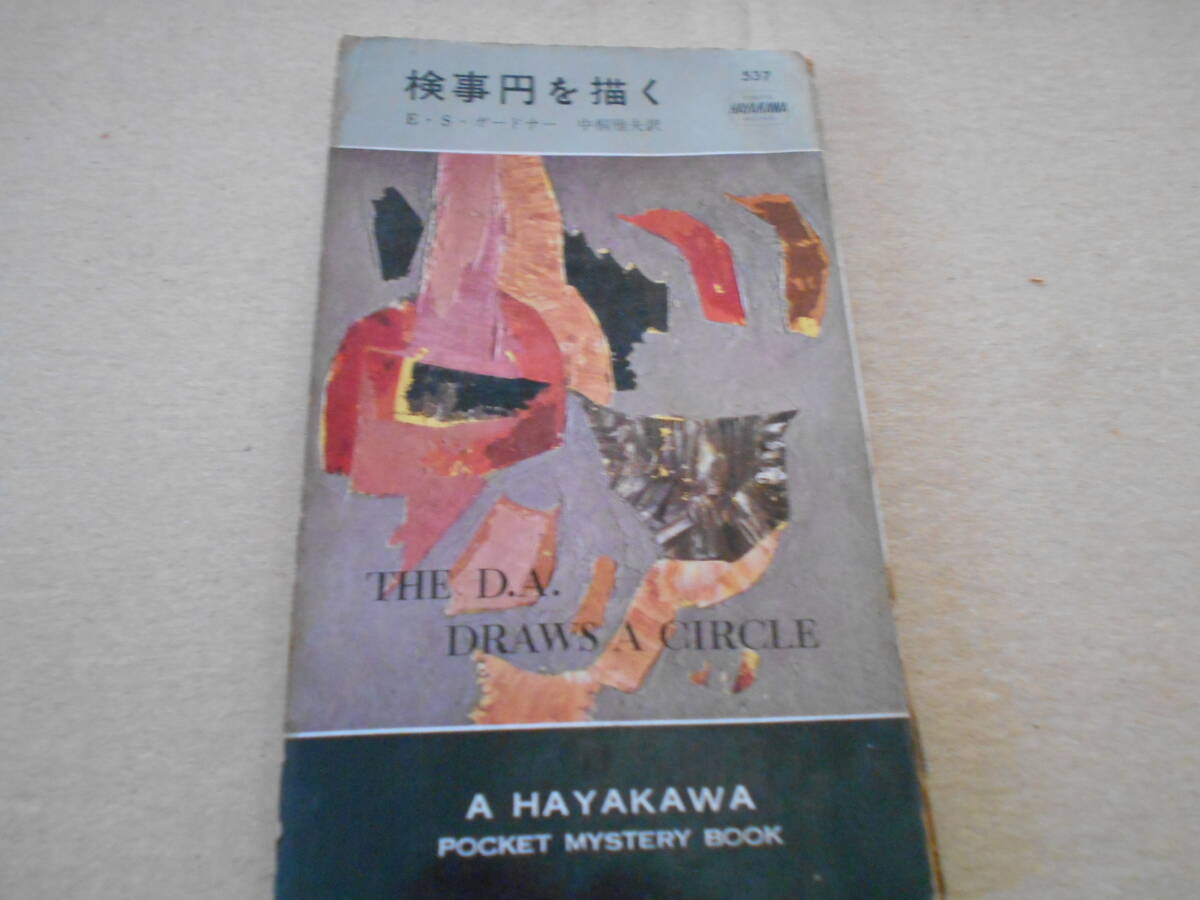 検事円を描く
537
HAYAKAWA
E・S・ガードナー 中桐雅夫訳
THE D.A.
DRAWS A CIRCLE
A HAYAKAWA
POCKET MYSTERY BOOK